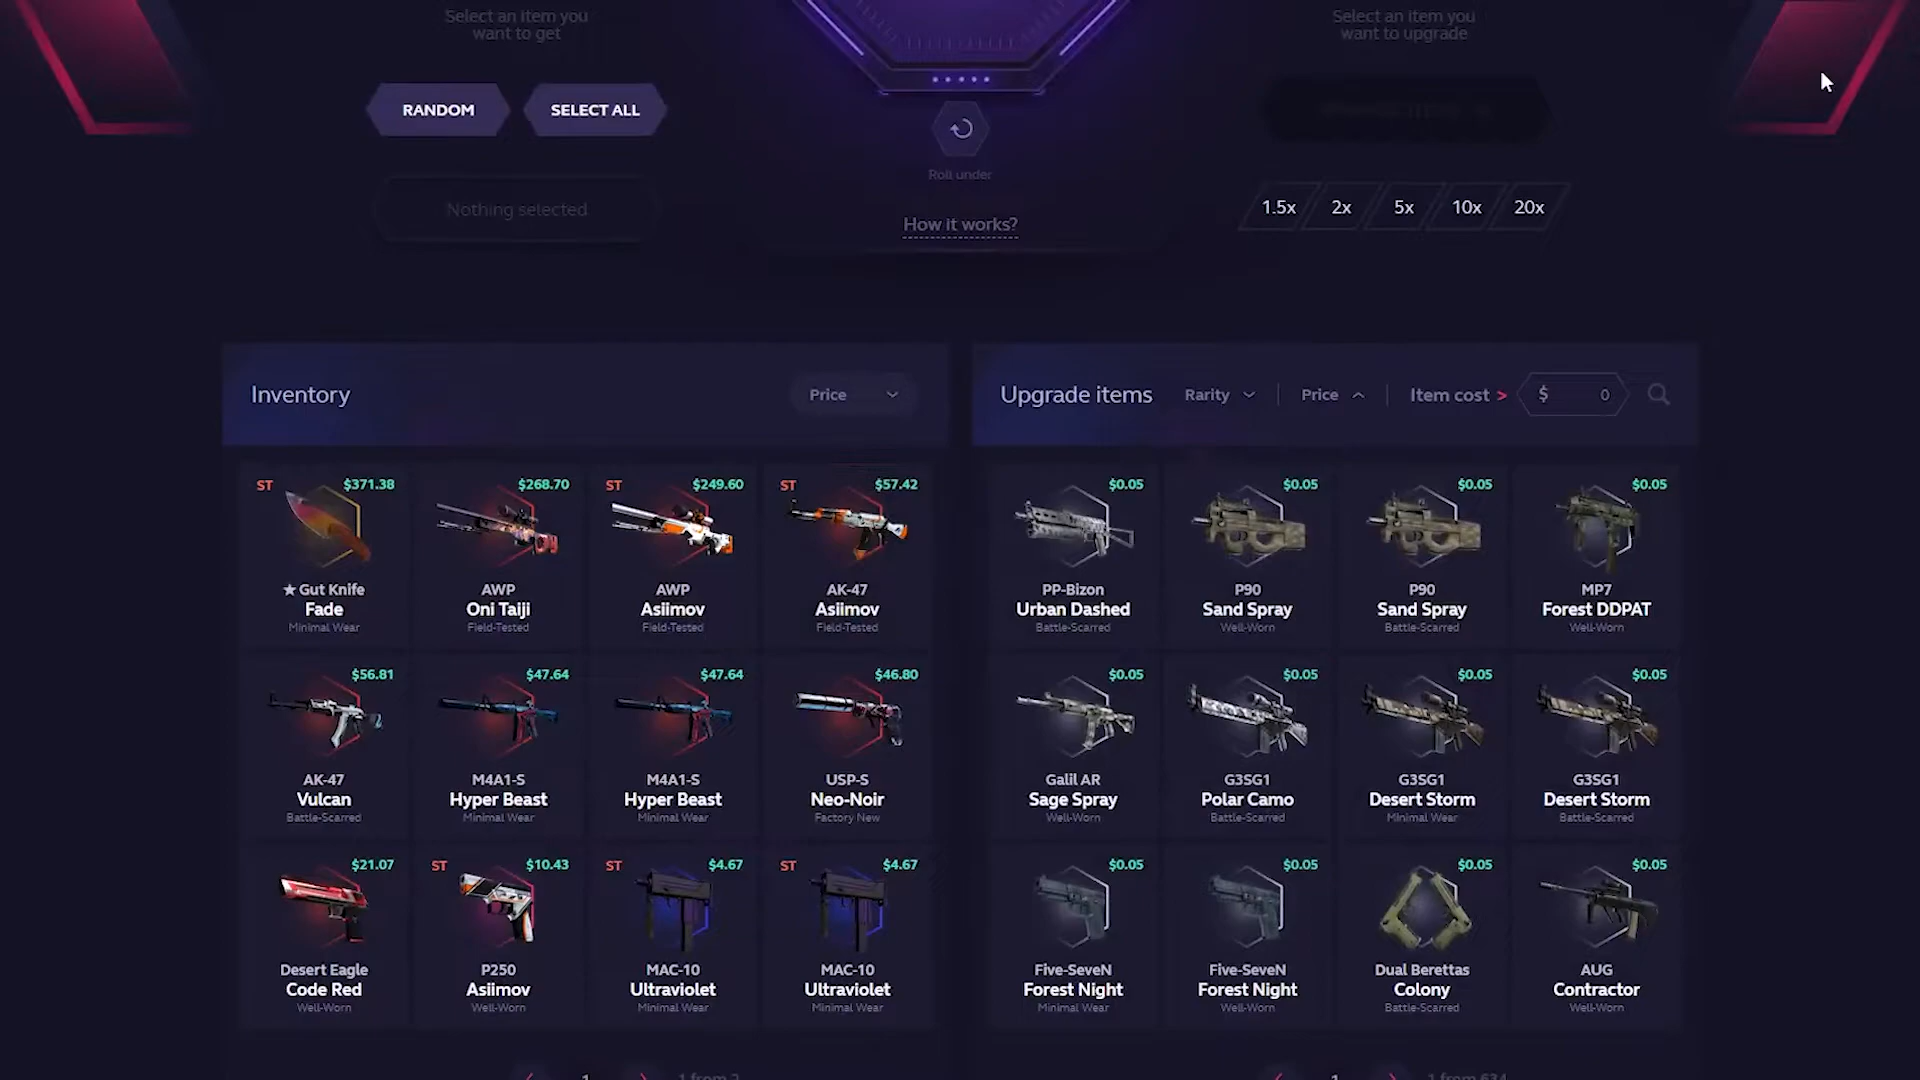 Select an item you
want to get
Select an item you
want to upgrade
RANDOM
SELECT ALL
Roll under
Nothing selected
How it works?
1.5x
2x
5x
10x
20x
Inventory
Price
Upgrade items
Rarity
Price
Item cost >
$
0
ST
$371.38
★ Gut Knife
Fade
Minimal Wear
$268.70
AWP
Oni Taiji
Field-Tested
ST
$249.60
AWP
Asiimov
Field-Tested
ST
$57.42
AK-47
Asiimov
Field-Tested
$0.05
PP-Bizon
Urban Dashed
Battle-Scarred
$0.05
P90
Sand Spray
Well-Worn
$0.05
P90
Sand Spray
Battle-Scarred
$0.05
MP7
Forest DDPAT
Well-Worn
$56.81
AK-47
Vulcan
Battle-Scarred
$47.64
M4A1-S
Hyper Beast
Minimal Wear
$47.64
M4A1-S
Hyper Beast
Minimal Wear
$46.80
USP-S
Neo-Noir
Factory New
$0.05
Galil AR
Sage Spray
Well-Worn
$0.05
G3SG1
Polar Camo
Battle-Scarred
$0.05
G3SG1
Desert Storm
Minimal Wear
$0.05
G3SG1
Desert Storm
Battle-Scarred
$21.07
Desert Eagle
Code Red
Well-Worn
ST
$10.43
P250
Asiimov
Well-Worn
ST
$4.67
MAC-10
Ultraviolet
Minimal Wear
ST
$4.67
MAC-10
Ultraviolet
Minimal Wear
$0.05
Five-SeveN
Forest Night
Minimal Wear
$0.05
Five-SeveN
Forest Night
Well-Worn
$0.05
Dual Berettas
Colony
Battle-Scarred
$0.05
AUG
Contractor
Well-Worn
1
1 from 2
1
1 from 634